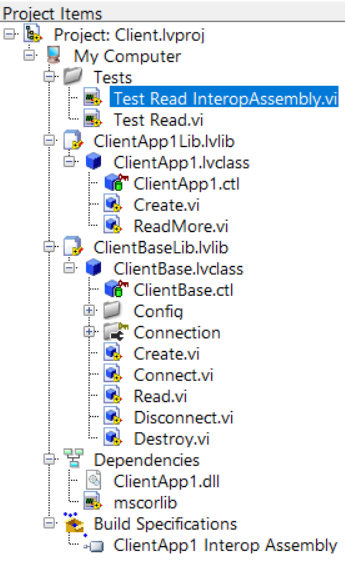 Project Items
Project: Client.lvproj
My Computer
Tests
Test Read InteropAssembly.vi
Test Read.vi
ClientApp1Lib.lvlib
ClientApp1.lvclass
ClientApp1.ctl
Create.vi
ReadMore.vi
ClientBaseLib.lvlib
ClientBase.lvclass
ClientBase.ctl
Config
Connection
Create.vi
Connect.vi
Read.vi
Disconnect.vi
Destroy.vi
Dependencies
ClientApp1.dll
mscorlib
Build Specifications
ClientApp1 Interop Assembly